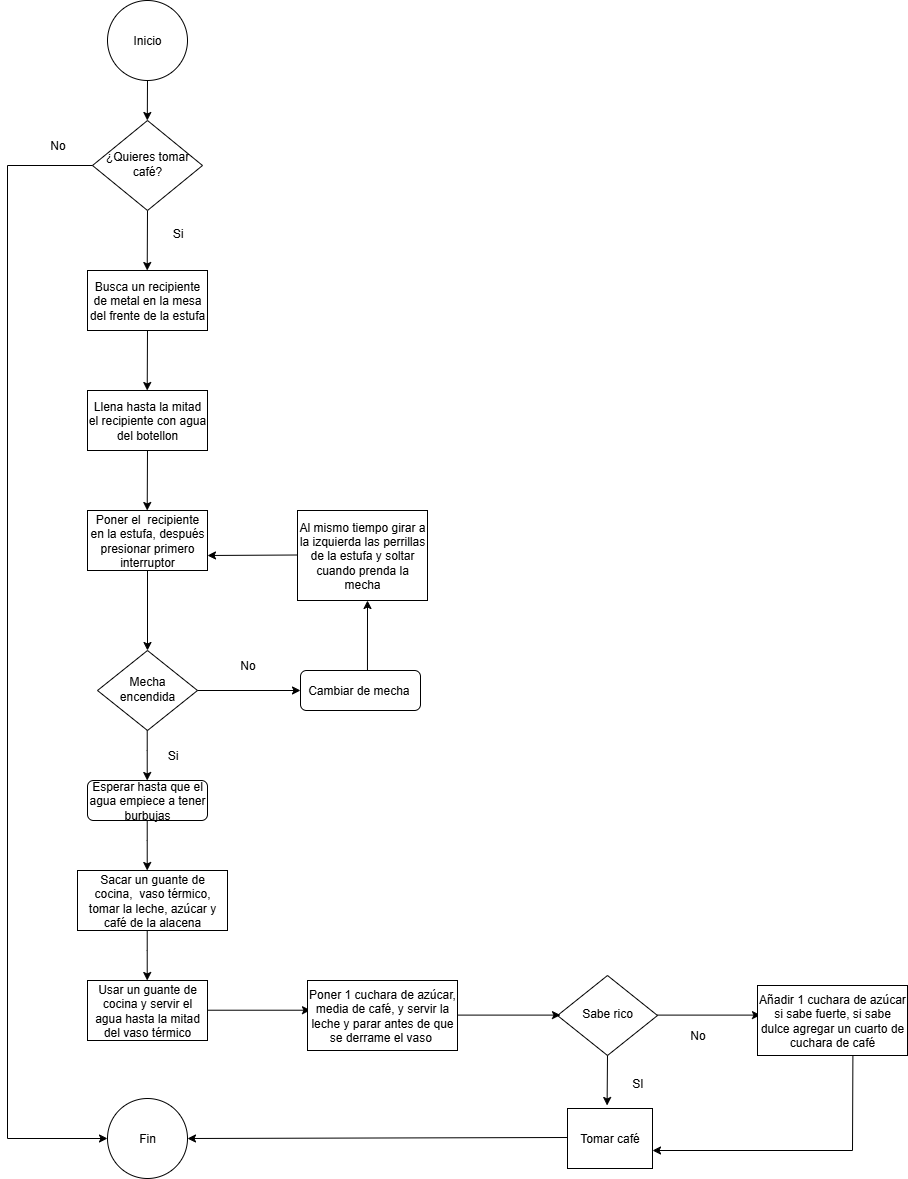 Inicio
No
¿Quieres tomar
café?
Si
Busca un recipiente
de metal en la mesa
del frente de la estufa
Llena hasta la mitad
el recipiente con agua
del botellon
Poner el  recipiente
en la estufa, después
presionar primero
interruptor
Al mismo tiempo girar a
la izquierda las perrillas
de la estufa y soltar
cuando prenda la
mecha
Mecha
encendida
No
Cambiar de mecha
Si
Esperar hasta que el
agua empiece a tener
burbujas
Sacar un guante de
cocina,  vaso térmico,
tomar la leche, azúcar y
café de la alacena
Usar un guante de
cocina y servir el
agua hasta la mitad
del vaso térmico
Poner 1 cuchara de azúcar,
media de café, y servir la
leche y parar antes de que
se derrame el vaso
Sabe rico
No
Añadir 1 cuchara de azúcar
si sabe fuerte, si sabe
dulce agregar un cuarto de
cuchara de café
SI
Tomar café
Fin